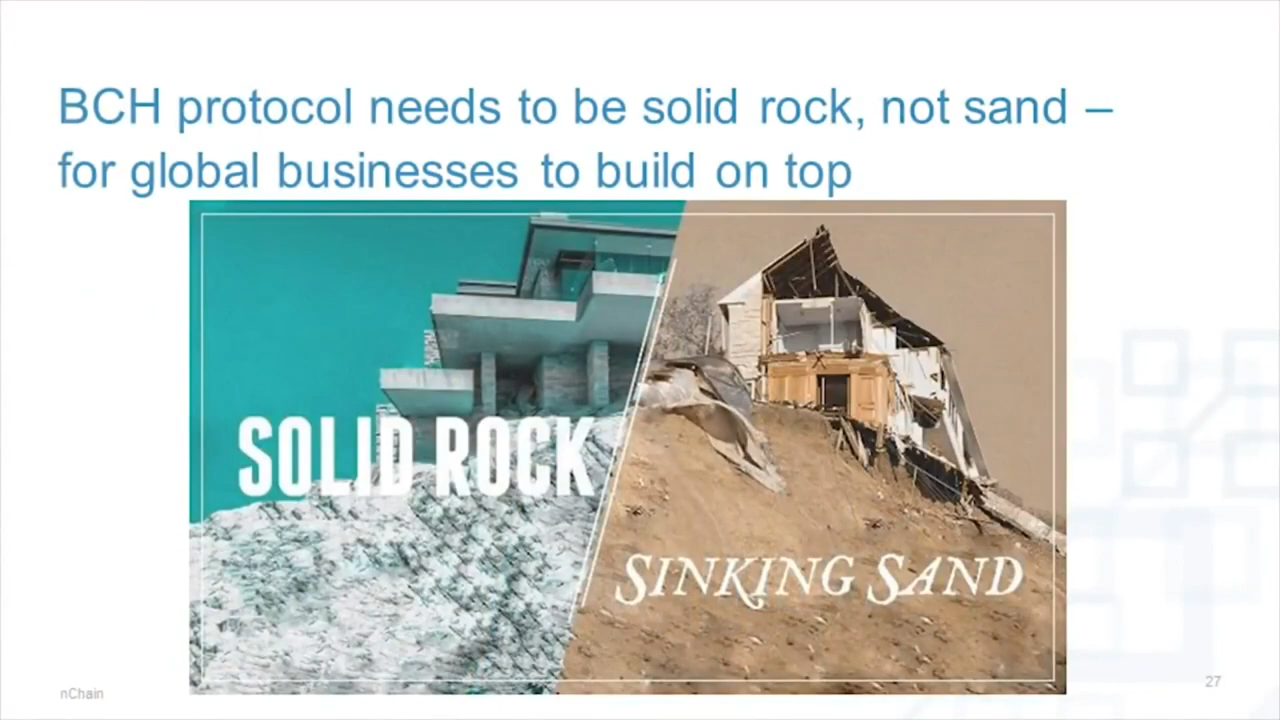 BCH protocol needs to be solid rock, not sand –
for global businesses to build on top
SOLID ROCK
SINKING SAND
nChain
27